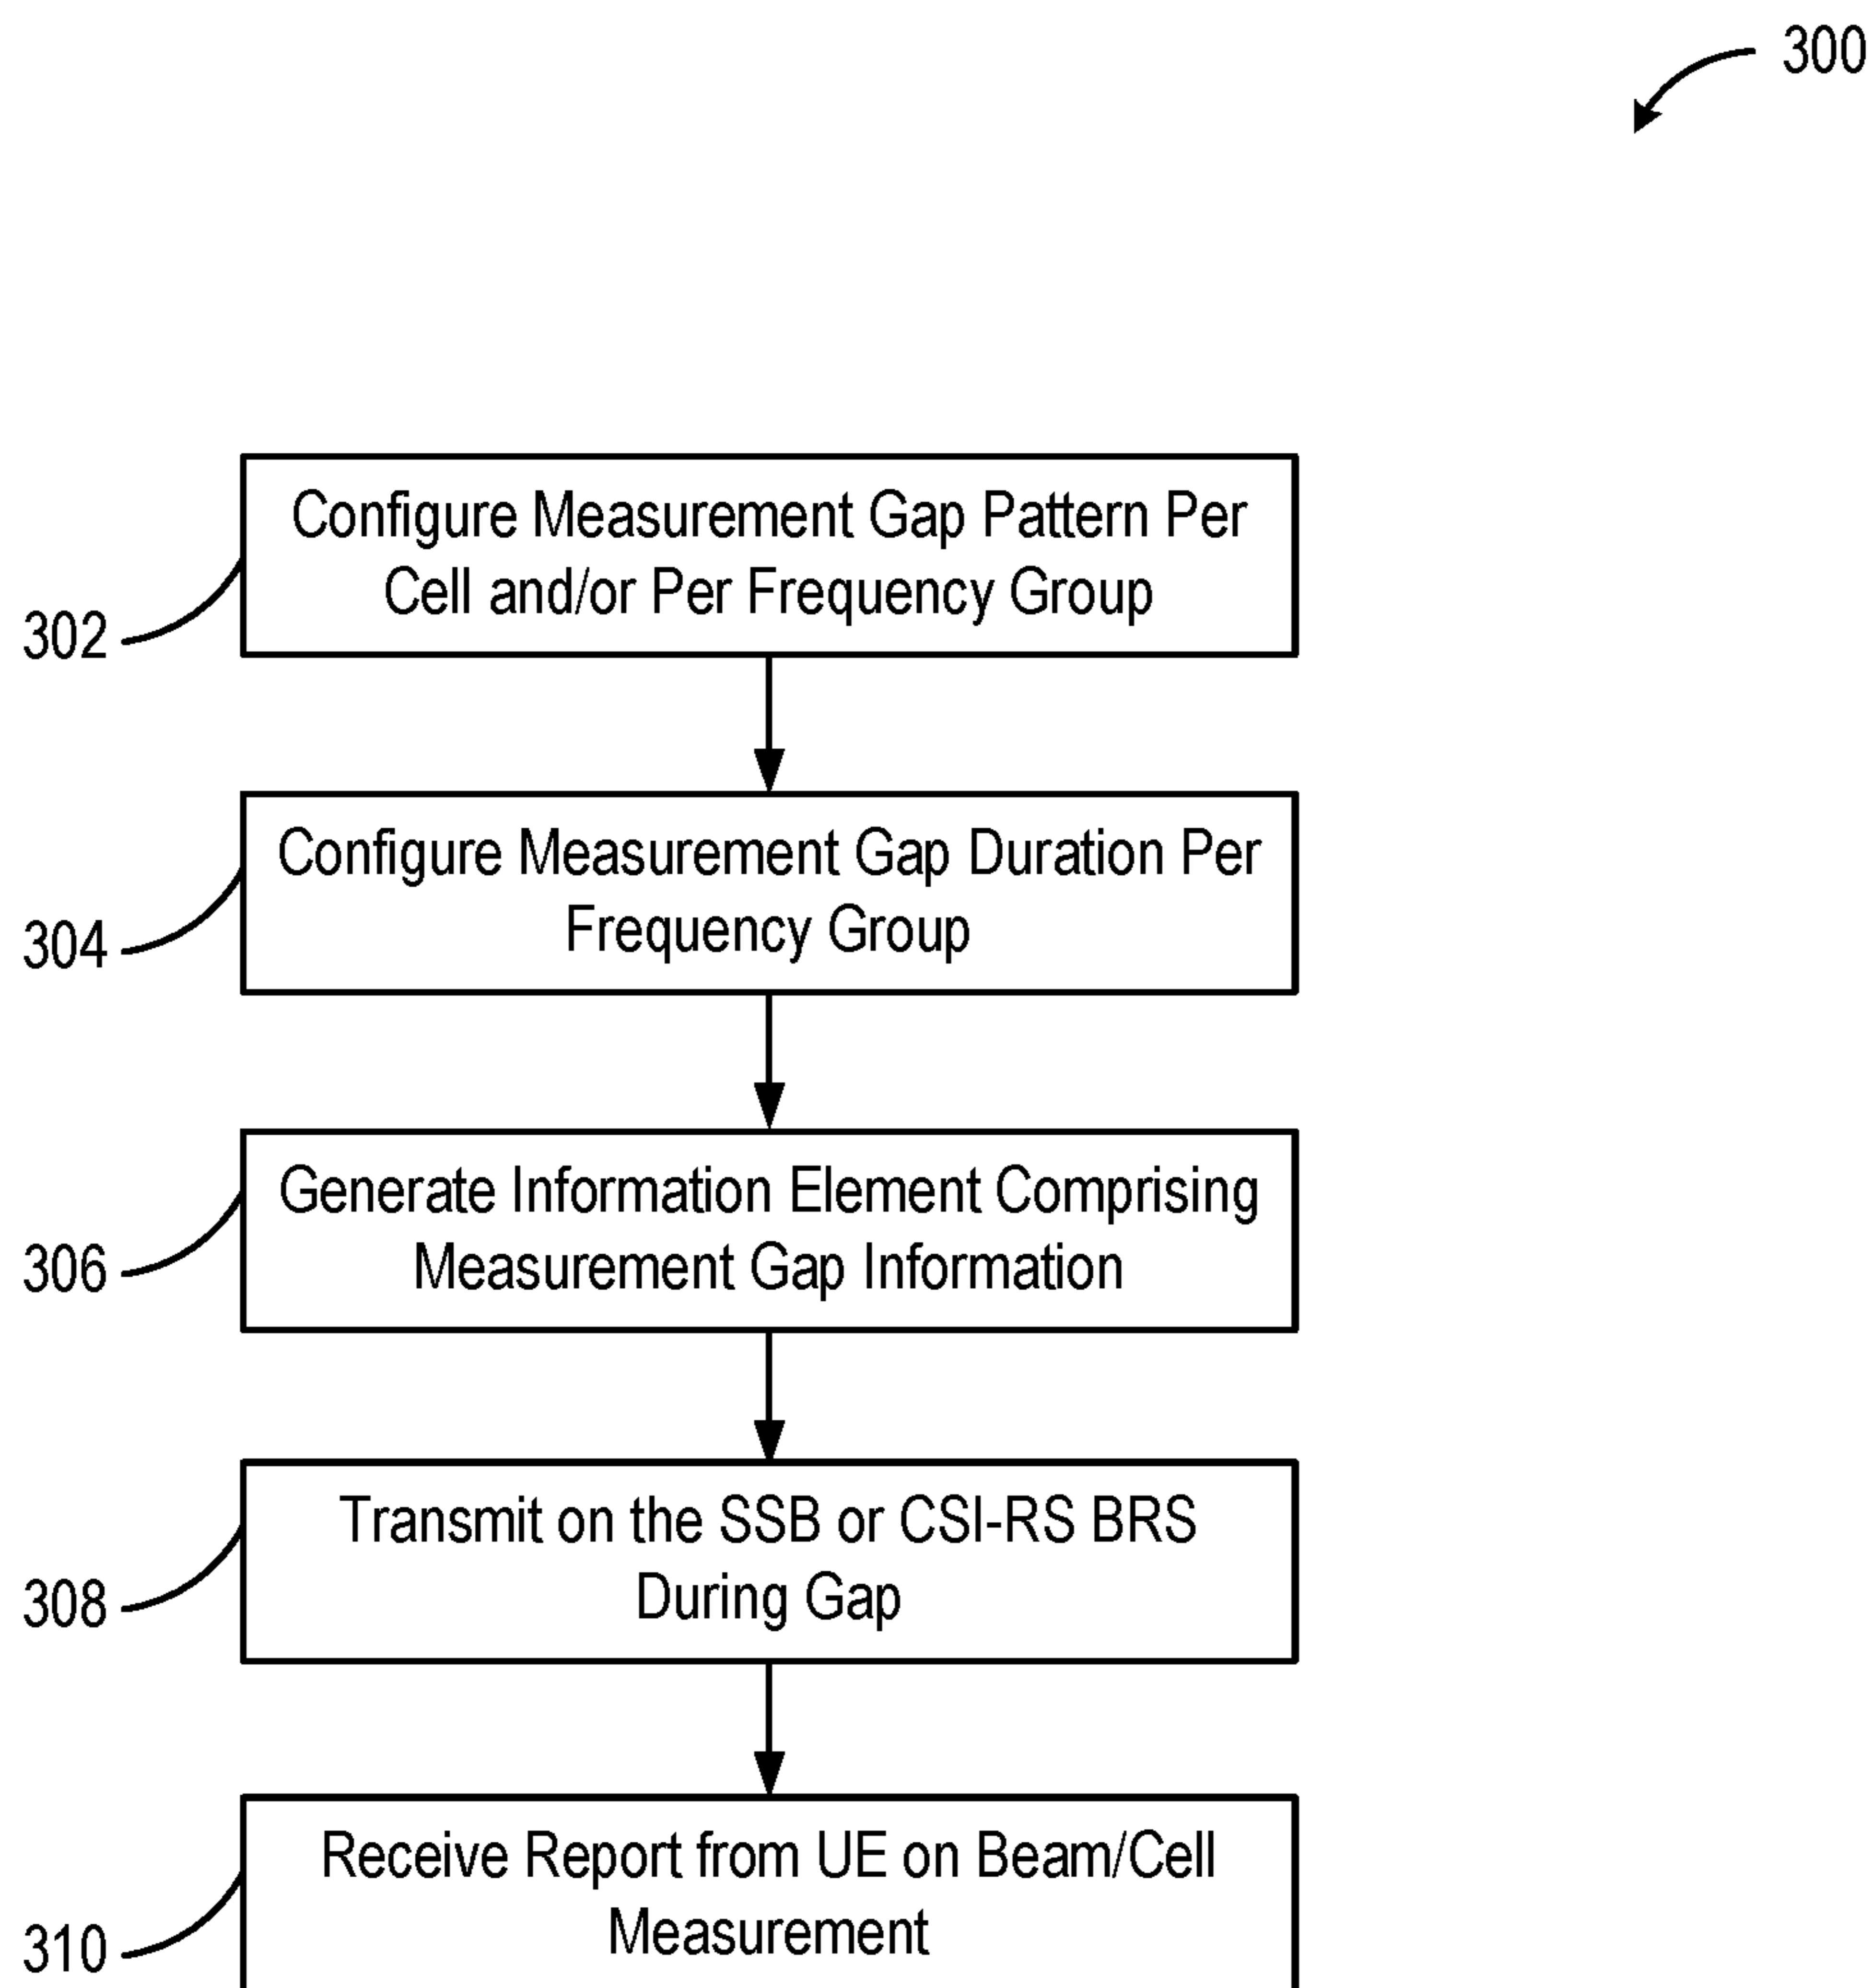 300
Configure Measurement Gap Pattern Per
Cell and/or Per Frequency Group
302
Configure Measurement Gap Duration Per
Frequency Group
304
Generate Information Element Comprising
Measurement Gap Information
306
Transmit on the SSB or CSI-RS BRS
During Gap
308
Receive Report from UE on Beam/Cell
Measurement
310